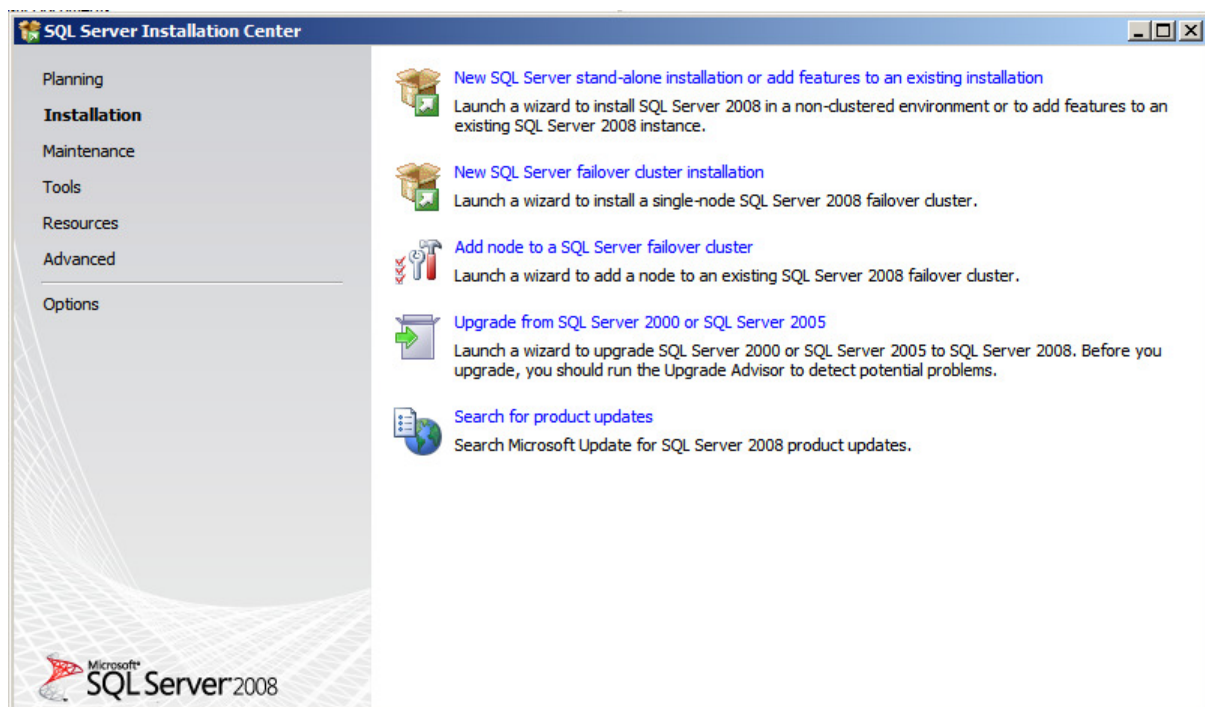 SQL Server Installation Center
Planning
Installation
Maintenance
Tools
Resources
Advanced
Options
New SQL Server stand-alone installation or add features to an existing installation
Launch a wizard to install SQL Server 2008 in a non-clustered environment or to add features to an
existing SQL Server 2008 instance.
New SQL Server failover cluster installation
Launch a wizard to install a single-node SQL Server 2008 failover cluster.
Add node to a SQL Server failover cluster
Launch a wizard to add a node to an existing SQL Server 2008 failover cluster.
Upgrade from SQL Server 2000 or SQL Server 2005
Launch a wizard to upgrade SQL Server 2000 or SQL Server 2005 to SQL Server 2008. Before you
upgrade, you should run the Upgrade Advisor to detect potential problems.
Search for product updates
Search Microsoft Update for SQL Server 2008 product updates.
Microsoft®
SQL Server 2008